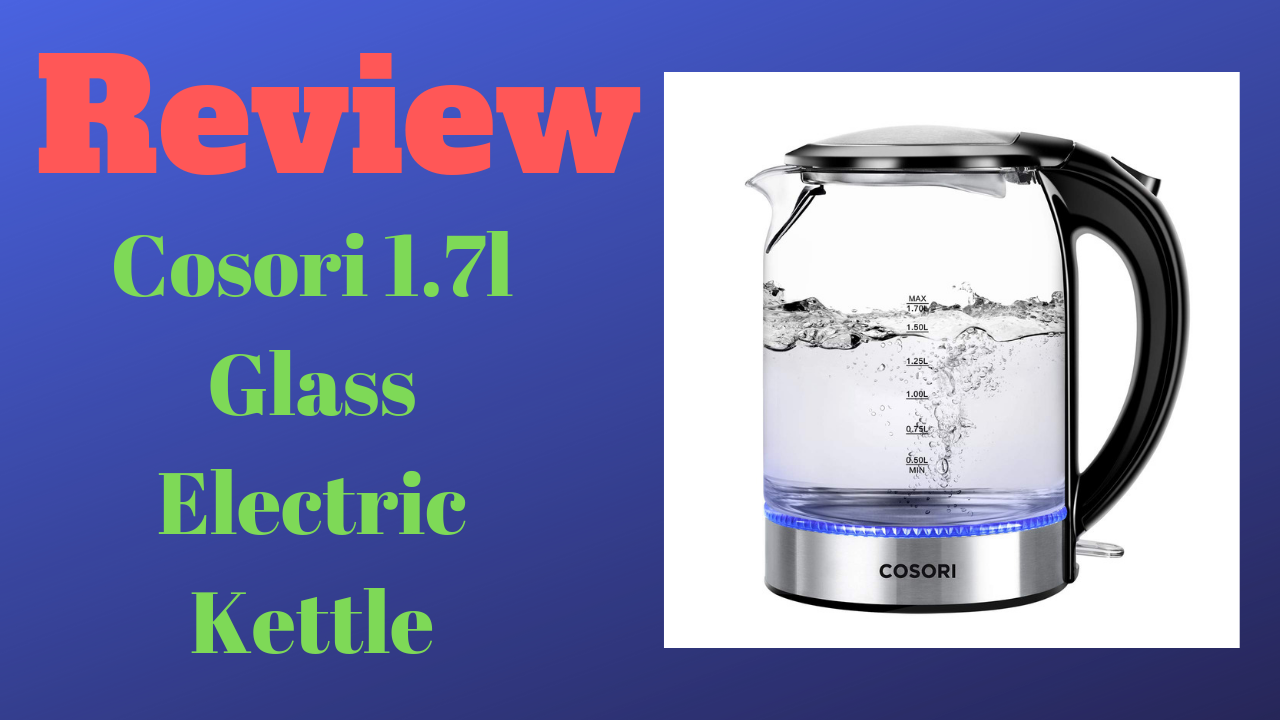 Review
Cosori 1.7l
Glass
Electric
Kettle
MAX
1.70L
1.50L
1.25L
1.00L
0.75L
0.50L
MIN
COSORI